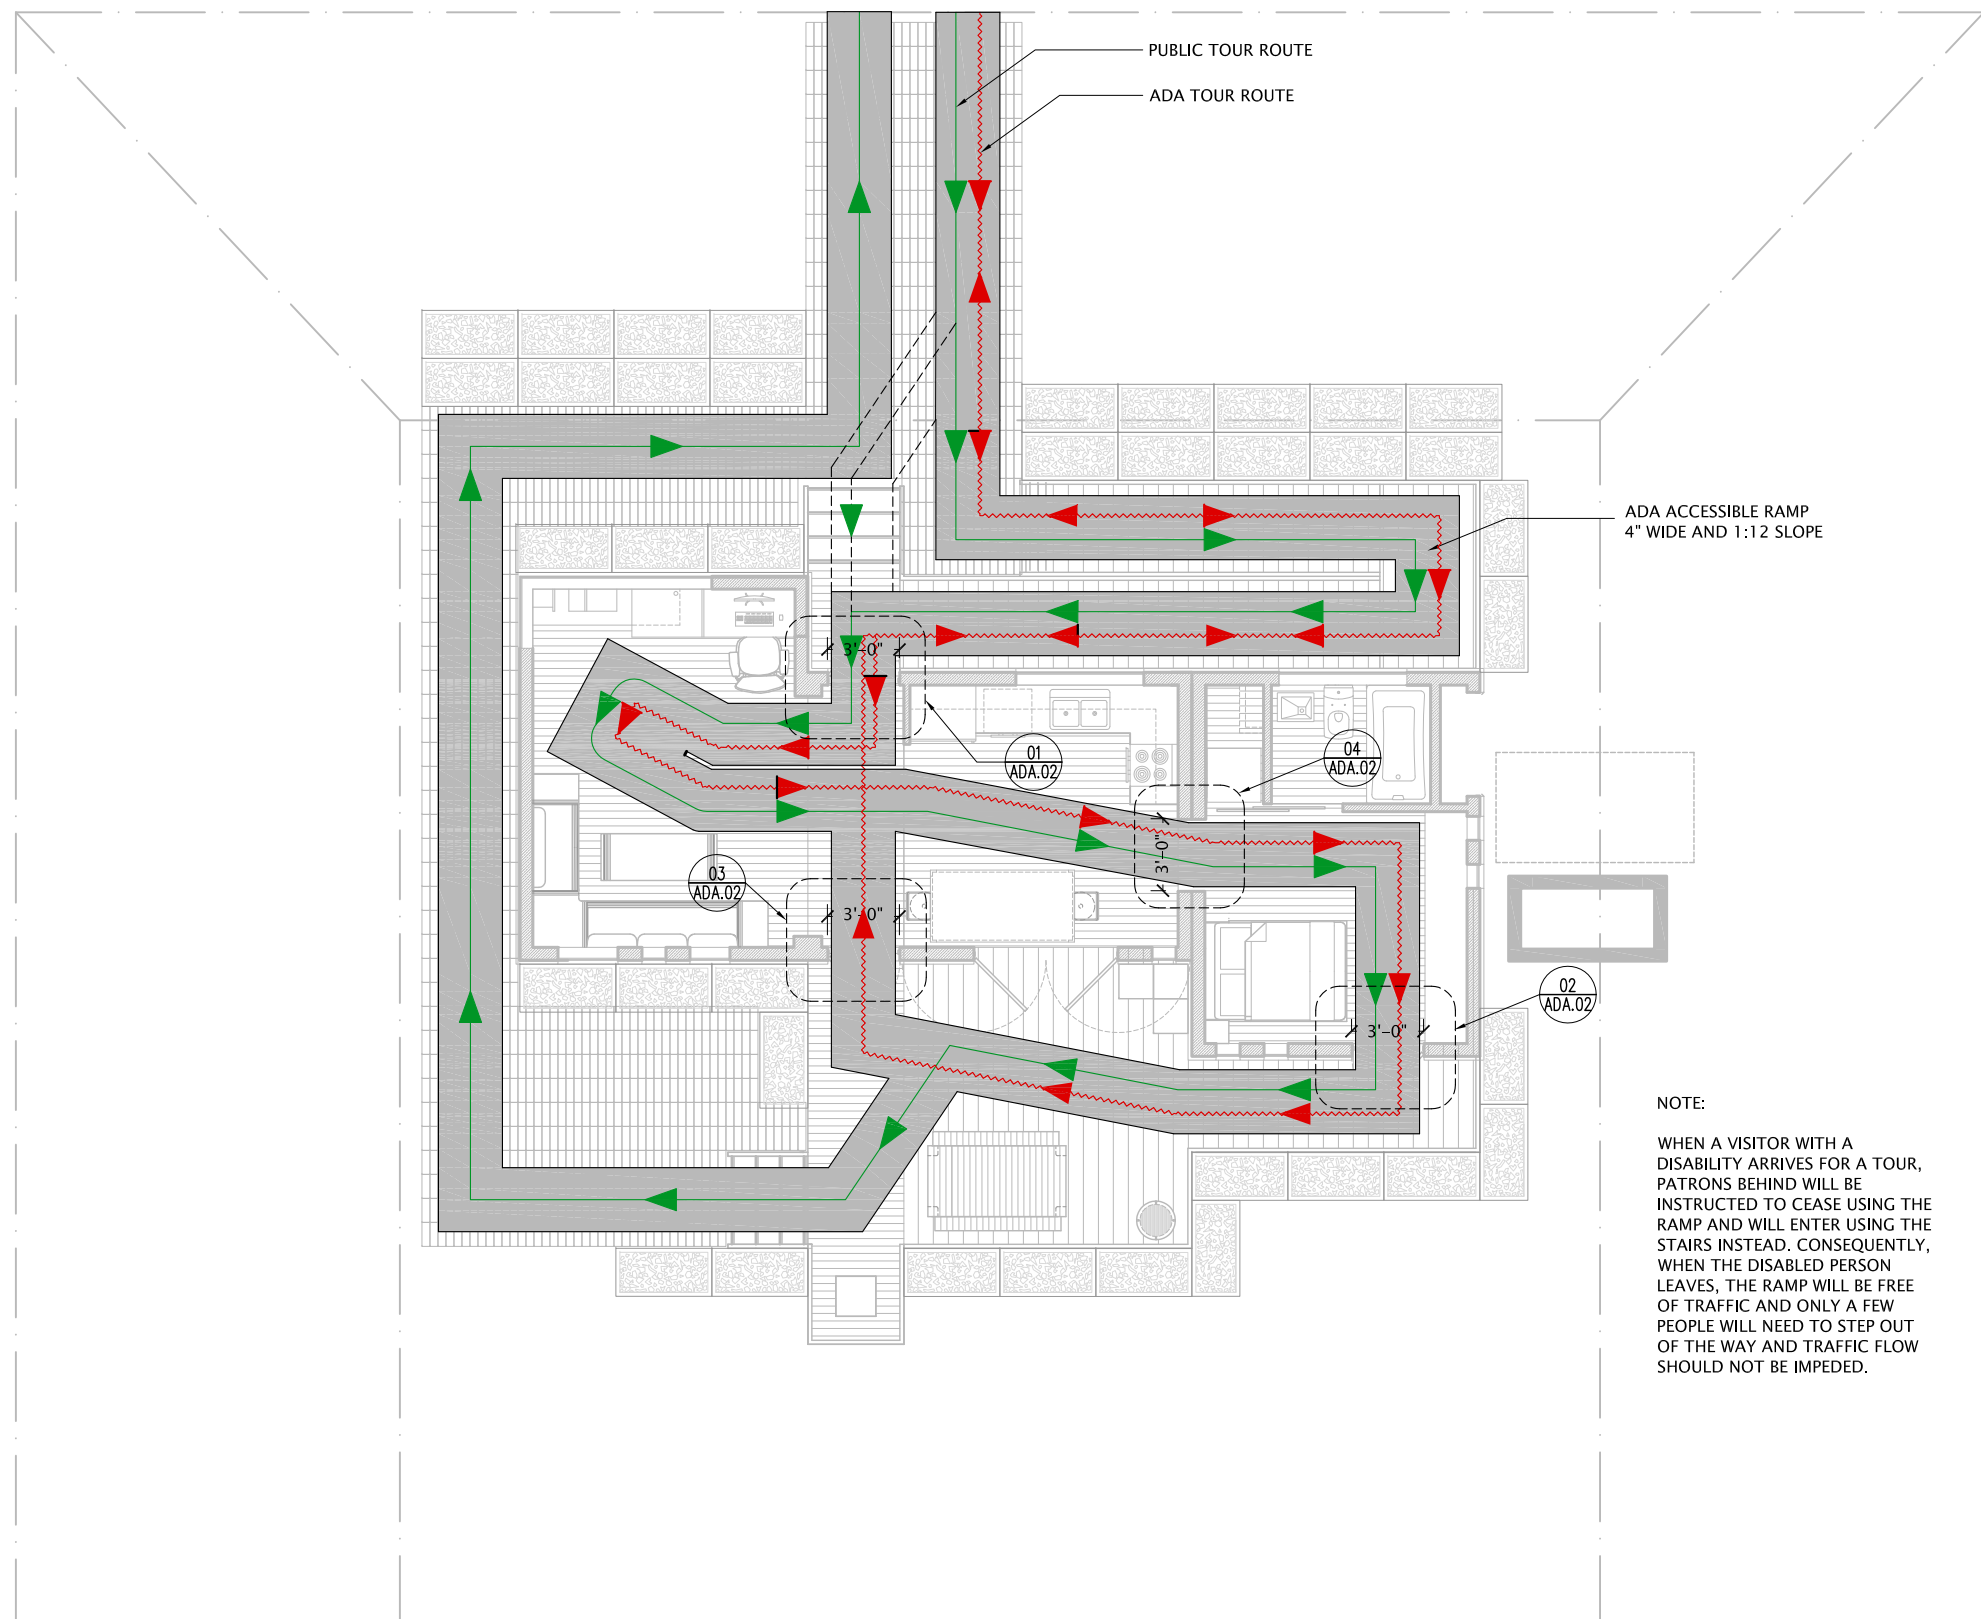 PUBLIC TOUR ROUTE
ADA TOUR ROUTE
ADA ACCESSIBLE RAMP
4" WIDE AND 1:12 SLOPE
3'-0"
01
ADA.02
04
ADA.02
3'-0"
03
ADA.02
3'-0"
02
ADA.02
3'-0"
NOTE:
WHEN A VISITOR WITH A
DISABILITY ARRIVES FOR A TOUR,
PATRONS BEHIND WILL BE
INSTRUCTED TO CEASE USING THE
RAMP AND WILL ENTER USING THE
STAIRS INSTEAD. CONSEQUENTLY,
WHEN THE DISABLED PERSON
LEAVES, THE RAMP WILL BE FREE
OF TRAFFIC AND ONLY A FEW
PEOPLE WILL NEED TO STEP OUT
OF THE WAY AND TRAFFIC FLOW
SHOULD NOT BE IMPEDED.